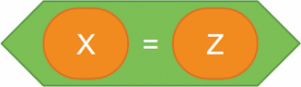 X = Z